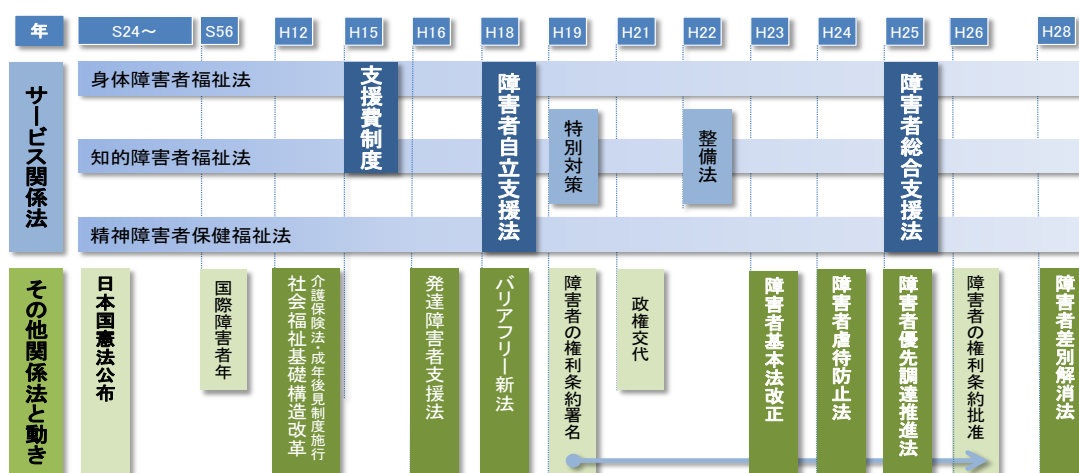 年
S24～
S56
H12
H15
H16
H18
H19
H21
H22
H23
H24
H25
H26
H28
サービス関係法
身体障害者福祉法
知的障害者福祉法
精神障害者保健福祉法
支援費制度
障害者自立支援法
特別対策
整備法
障害者総合支援法
その他関係法と動き
日本国憲法公布
国際障害者年
介護保険法・成年後見制度施行
社会福祉基礎構造改革
発達障害者支援法
バリアフリー新法
障害者の権利条約署名
政権交代
障害者基本法改正
障害者虐待防止法
障害者優先調達推進法
障害者の権利条約批准
障害者差別解消法